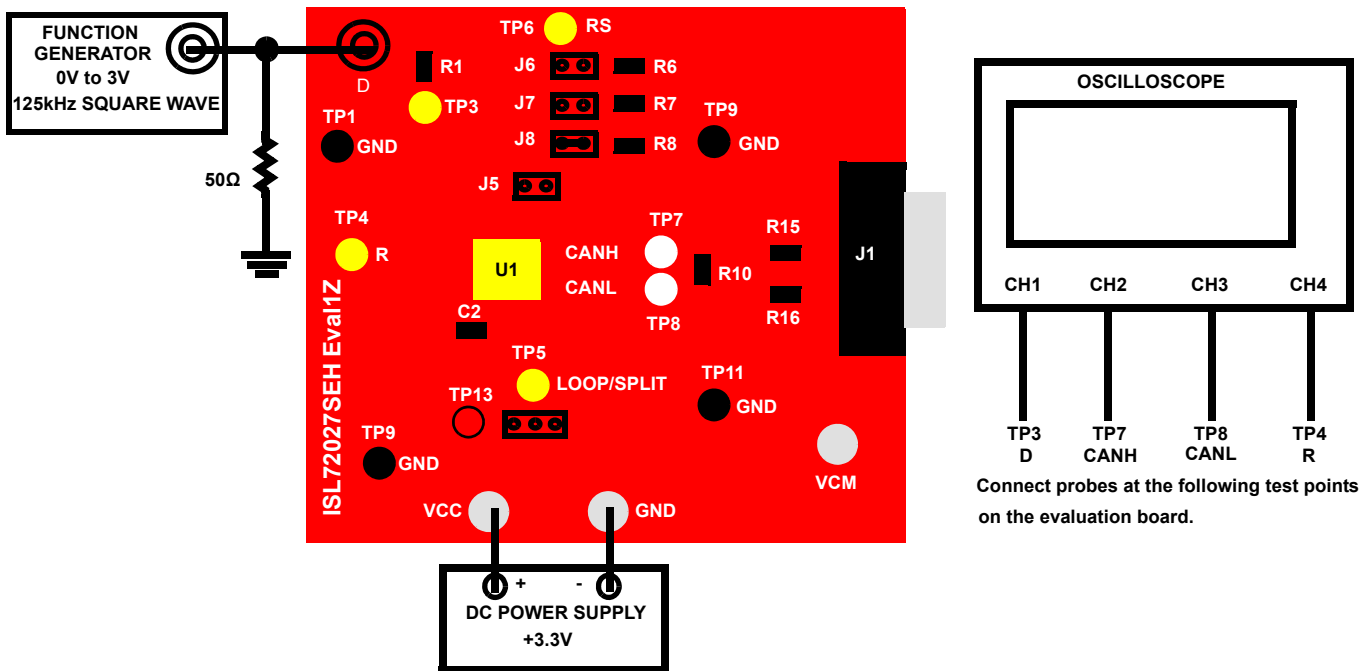 FUNCTION
GENERATOR
0V to 3V
125kHz SQUARE WAVE
50Ω
D
TP6
RS
R1
J6
R6
TP3
J7
R7
TP1
GND
J8
R8
TP9
GND
J5
TP4
R
TP7
R15
U1
CANH
CANL
R10
J1
C2
TP8
R16
TP5
LOOP/SPLIT
TP13
TP11
GND
TP9
GND
ISL72027SEH Eval1Z
VCM
VCC
GND
+
-
DC POWER SUPPLY
+3.3V
OSCILLOSCOPE
CH1 CH2 CH3 CH4
TP3 TP7 TP8 TP4
D CANH CANL R
Connect probes at the following test points
on the evaluation board.